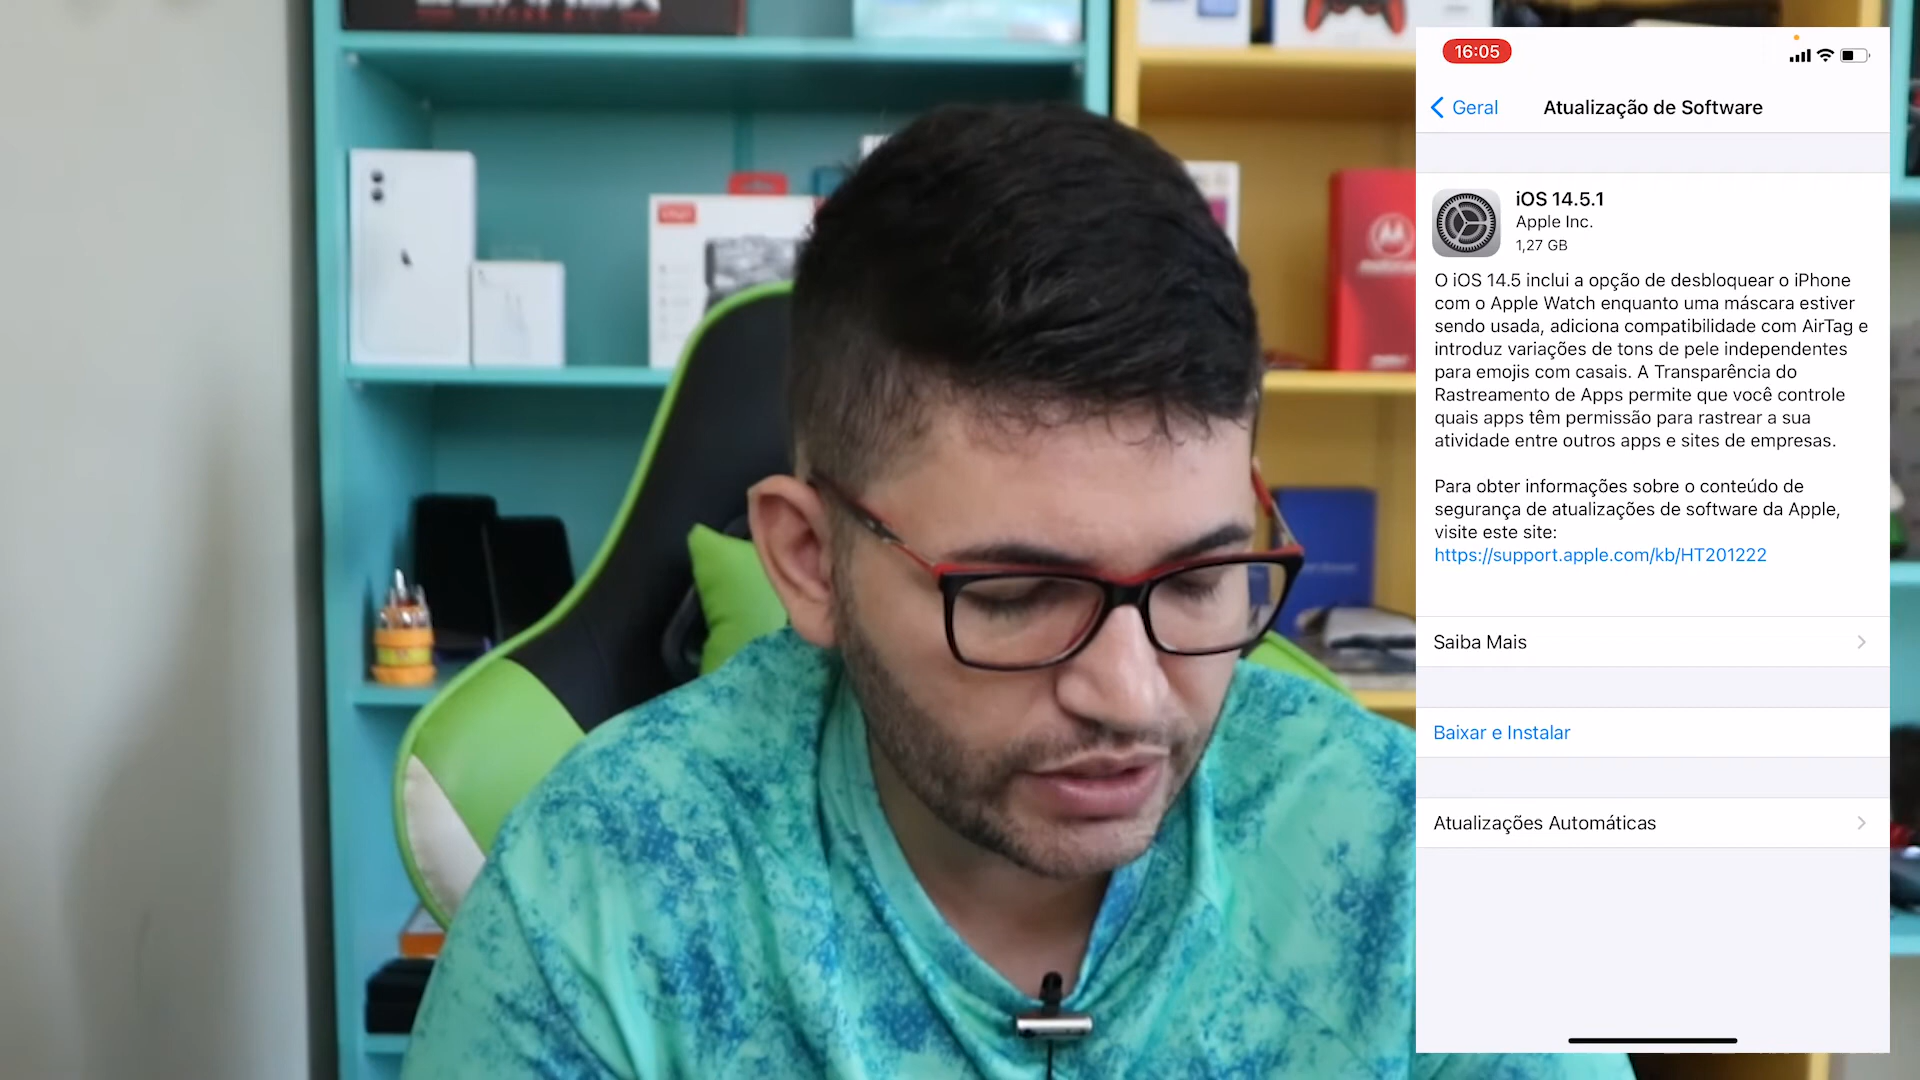 16:05
Geral
Atualização de Software
iOS 14.5.1
Apple Inc.
1,27 GB
O iOS 14.5 inclui a opção de desbloquear o iPhone
com o Apple Watch enquanto uma máscara estiver
sendo usada, adiciona compatibilidade com AirTag e
introduz variações de tons de pele independentes
para emojis com casais. A Transparência do
Rastreamento de Apps permite que você controle
quais apps têm permissão para rastrear a sua
atividade entre outros apps e sites de empresas.
Para obter informações sobre o conteúdo de
segurança de atualizações de software da Apple,
visite este site:
https://support.apple.com/kb/HT201222
Saiba Mais
Baixar e Instalar
Atualizações Automáticas